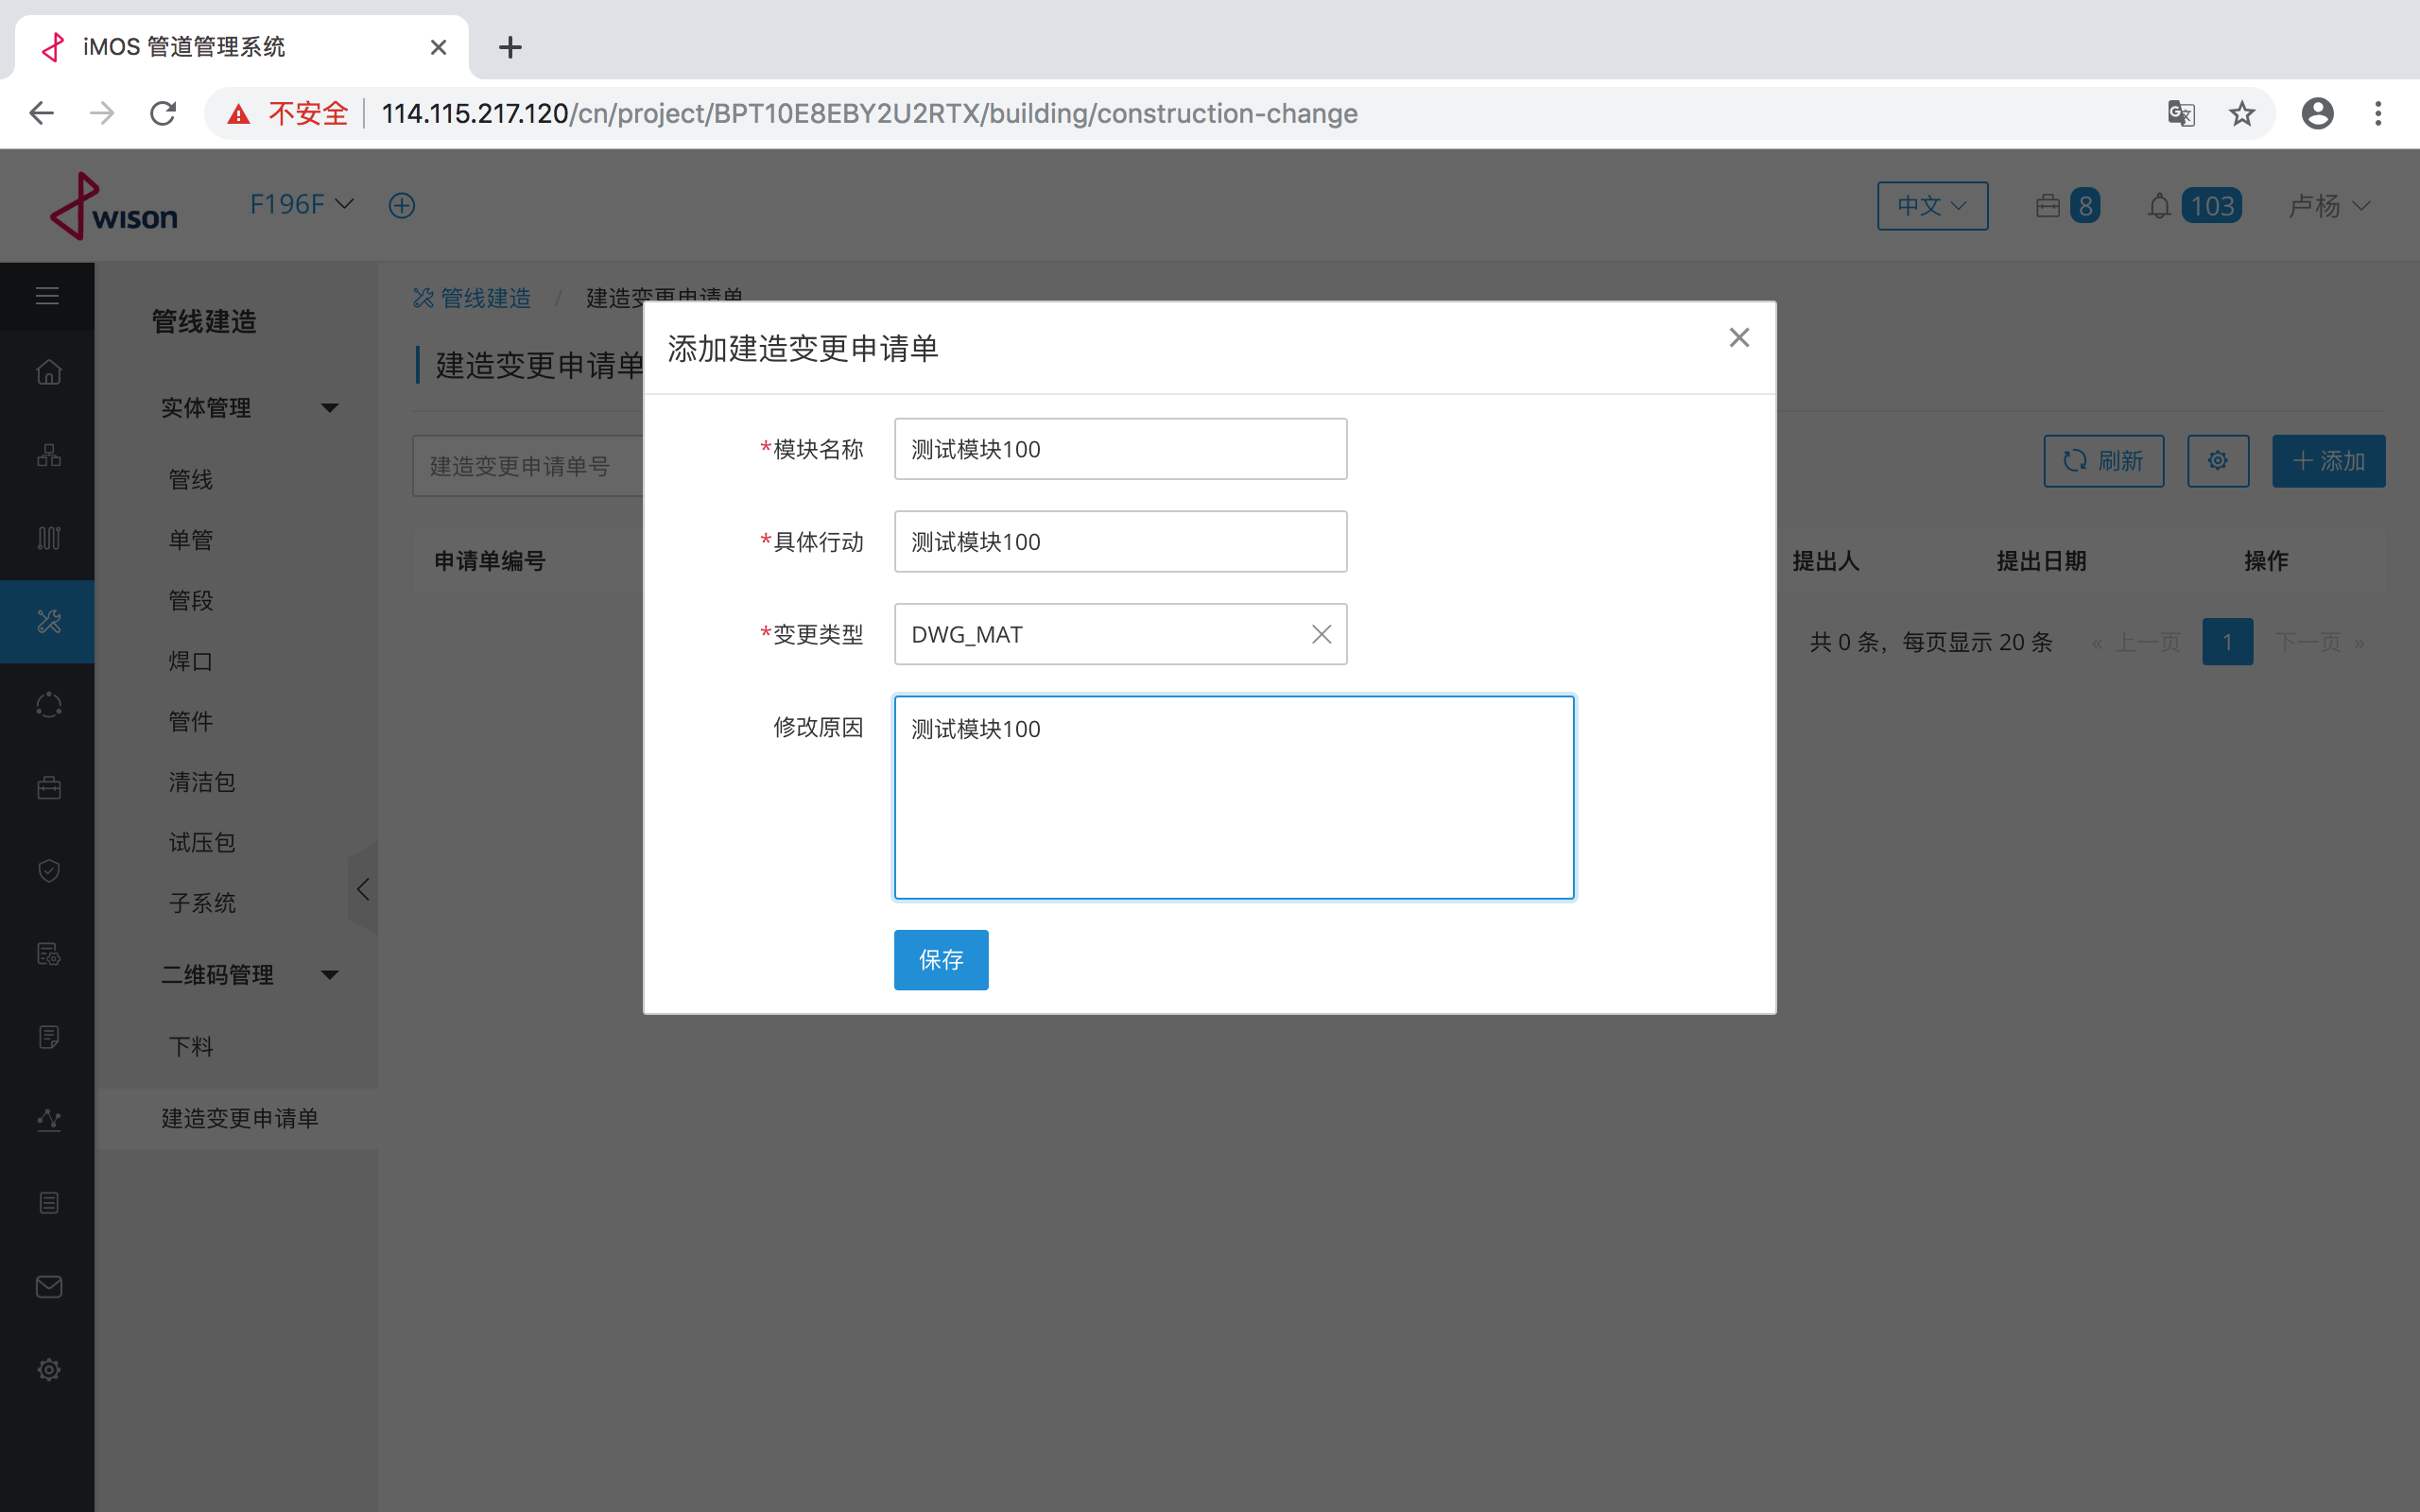 iMOS 管道管理系统
不安全 114.115.217.120/cn/project/BPT10E8EBY2U2RTX/building/construction-change
wison F196F 中文 8 103 卢杨
管线建造 / 建造变更申请单
管线建造
建造变更申请单
实体管理
管线
单管
管段
焊口
管件
清洁包
试压包
子系统
二维码管理
下料
建造变更申请单
建造变更申请单号
刷新 添加
申请单编号 提出人 提出日期 操作
共 0 条，每页显示 20 条 « 上一页 1 下一页 »
添加建造变更申请单
*模块名称 测试模块100
*具体行动 测试模块100
*变更类型 DWG_MAT
修改原因 测试模块100
保存